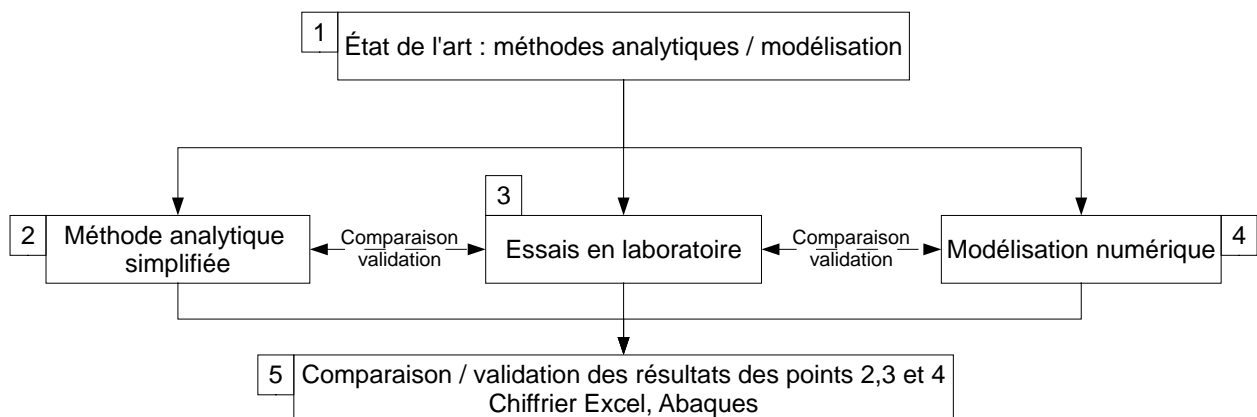 1
État de l'art : méthodes analytiques / modélisation
2
Méthode analytique
simplifiée
Comparaison
validation
3
Essais en laboratoire
Comparaison
validation
Modélisation numérique
4
5
Comparaison / validation des résultats des points 2,3 et 4
Chiffrier Excel, Abaques